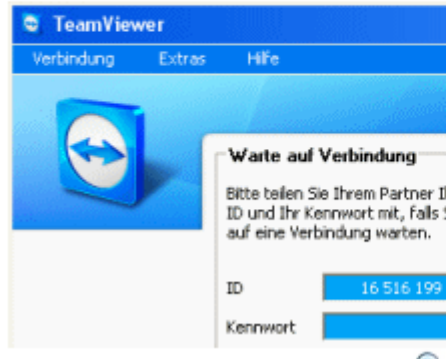 TeamViewer
Verbindung Extras Hilfe
Warte auf Verbindung
Bitte teilen Sie Ihrem Partner I
ID und Ihr Kennwort mit, falls S
auf eine Verbindung warten.
ID 16 516 199
Kennwort